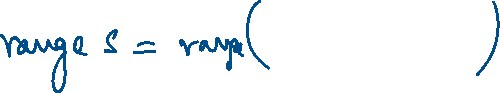 range S = range(          )